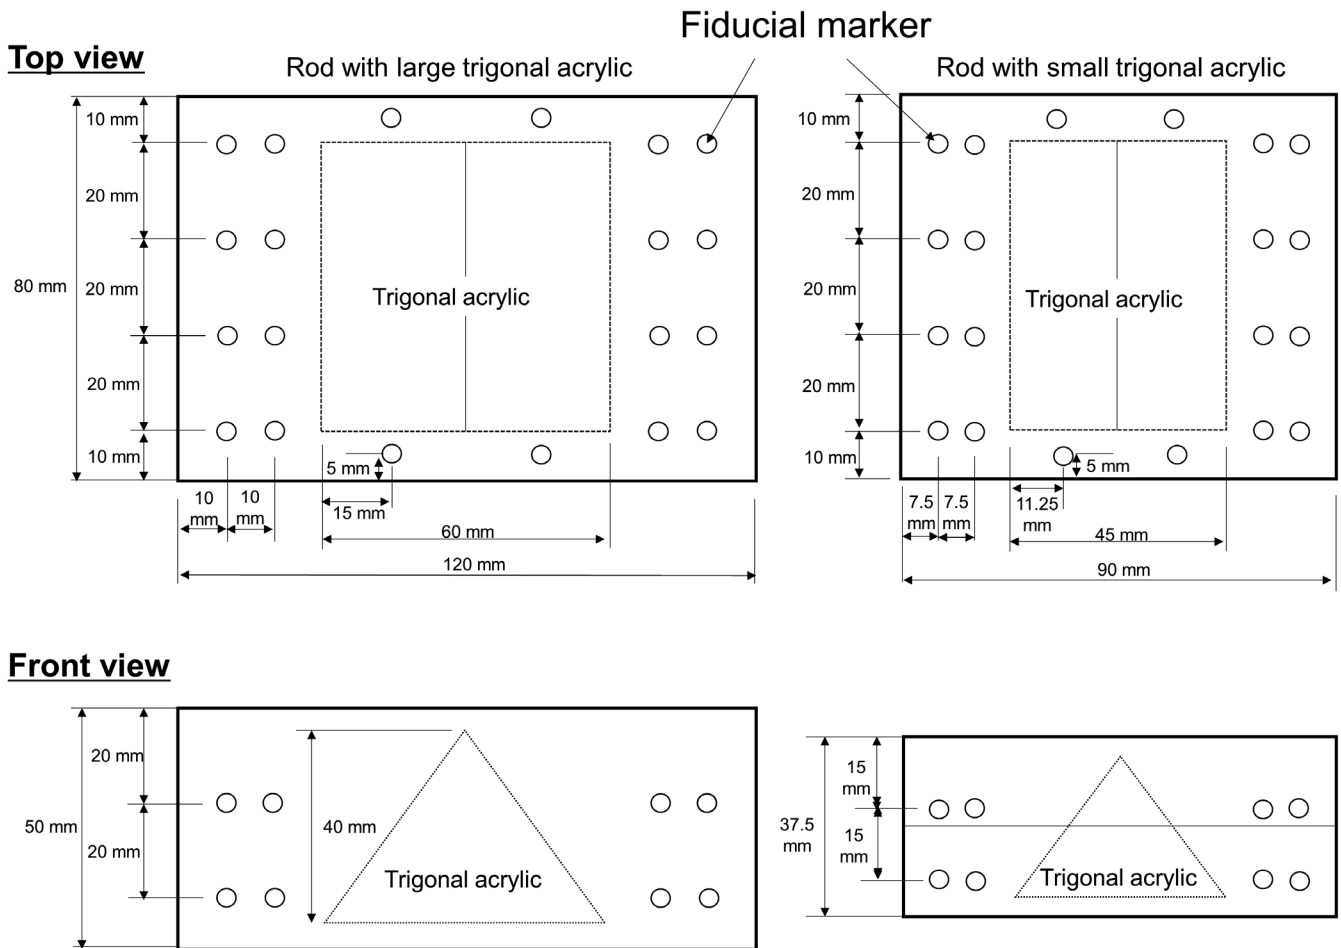 Fiducial marker
Top view
Rod with large trigonal acrylic
Rod with small trigonal acrylic
10 mm
20 mm
20 mm
20 mm
10 mm
80 mm
Trigonal acrylic
5 mm
10
mm
10
mm
15 mm
60 mm
120 mm
10 mm
20 mm
20 mm
20 mm
10 mm
Trigonal acrylic
5 mm
7.5
mm
7.5
mm
11.25
mm
45 mm
90 mm
Front view
20 mm
20 mm
50 mm
40 mm
Trigonal acrylic
15
mm
15
mm
37.5
mm
Trigonal acrylic